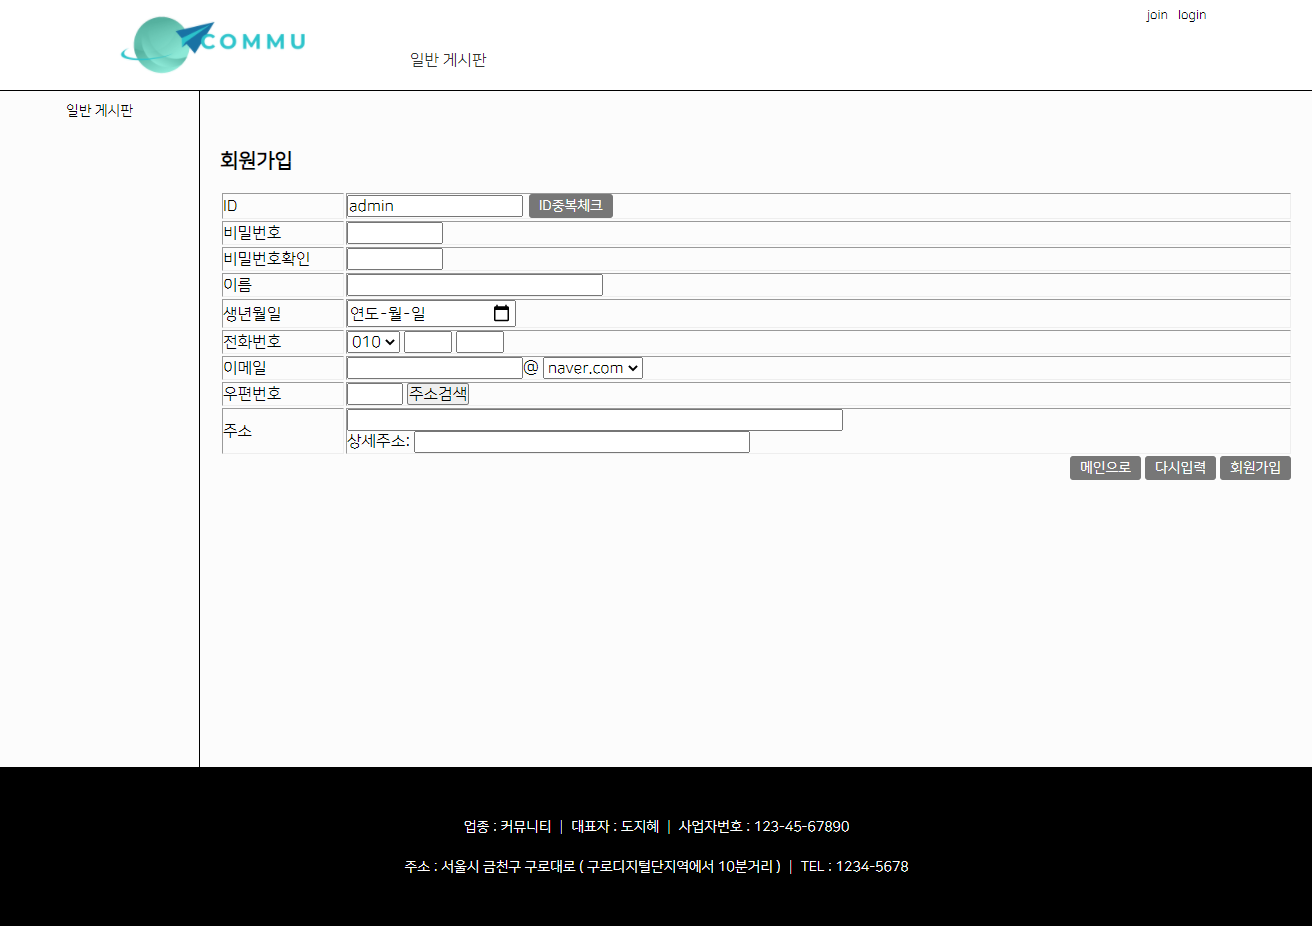 join login
COMMU
일반 게시판
일반 게시판
회원가입
ID admin ID중복체크
비밀번호
비밀번호확인
이름
생년월일 연도-월-일
전화번호 010
이메일 @ naver.com
우편번호 주소검색
주소
상세주소:
메인으로 다시입력 회원가입
업종 : 커뮤니티 | 대표자 : 도지혜 | 사업자번호 : 123-45-67890
주소 : 서울시 금천구 구로대로 ( 구로디지털단지역에서 10분거리 ) | TEL : 1234-5678